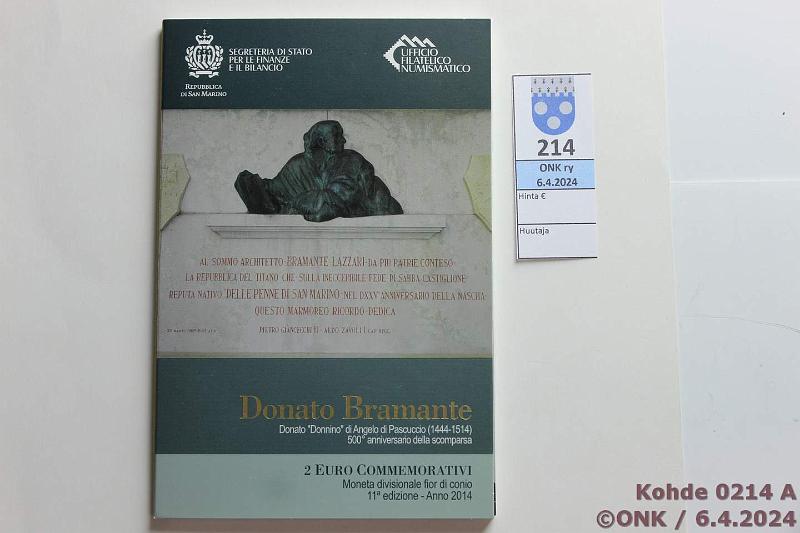 REPUBBLICA
DI SAN MARINO
SEGRETERIA DI STATO
PER LE FINANZE
E IL BILANCIO
UFFICIO
FILATELICO
NUMISMATICO
AL SOMMO ARCHITETTO BRAMANTE LAZZARI DA PIU PATRIE CONTESO
LA REPUBBLICA DEL TITANO CHE SULLA INECCEPIBILE FEDE DI SABBA CASTIGLIONE
REPUTA NATIVO DELLE PENNE DI SAN MARINO NEL DXXV ANNIVERSARIO DELLA NASCITA
QUESTO MARMOREO RICORDO DEDICA
PIETRO GIANCECCHI II - ALDO ZAVOLI I CAP. REGG.
Donato Bramante
Donato "Donnino" di Angelo di Pascuccio (1444-1514)
500° anniversario della scomparsa
2 EURO COMMEMORATIVI
Moneta divisionale fior di conio
11ª edizione - Anno 2014
214
ONK ry
6.4.2024
Hinta €
Huutaja
Kohde 0214 A
©ONK / 6.4.2024